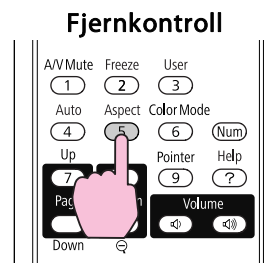 Fjernkontroll
A/V Mute Freeze User
1 2 3
Auto Aspect Color Mode
4 5 6 Num
Up Pointer Help
7 9 ?
Volume
Down